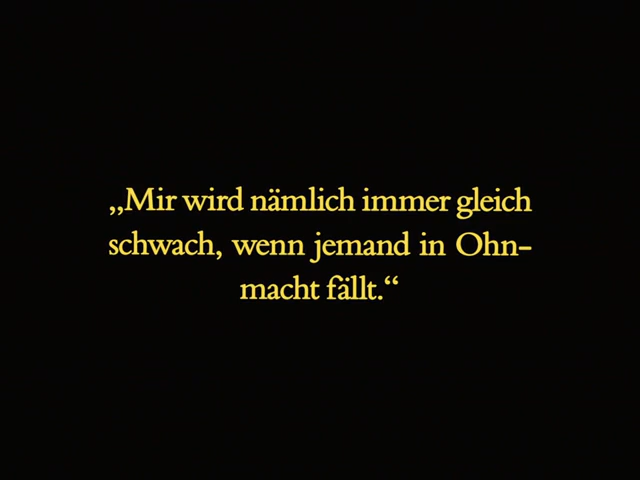 „Mir wird nämlich immer gleich
schwach, wenn jemand in Ohn-
macht fällt.“